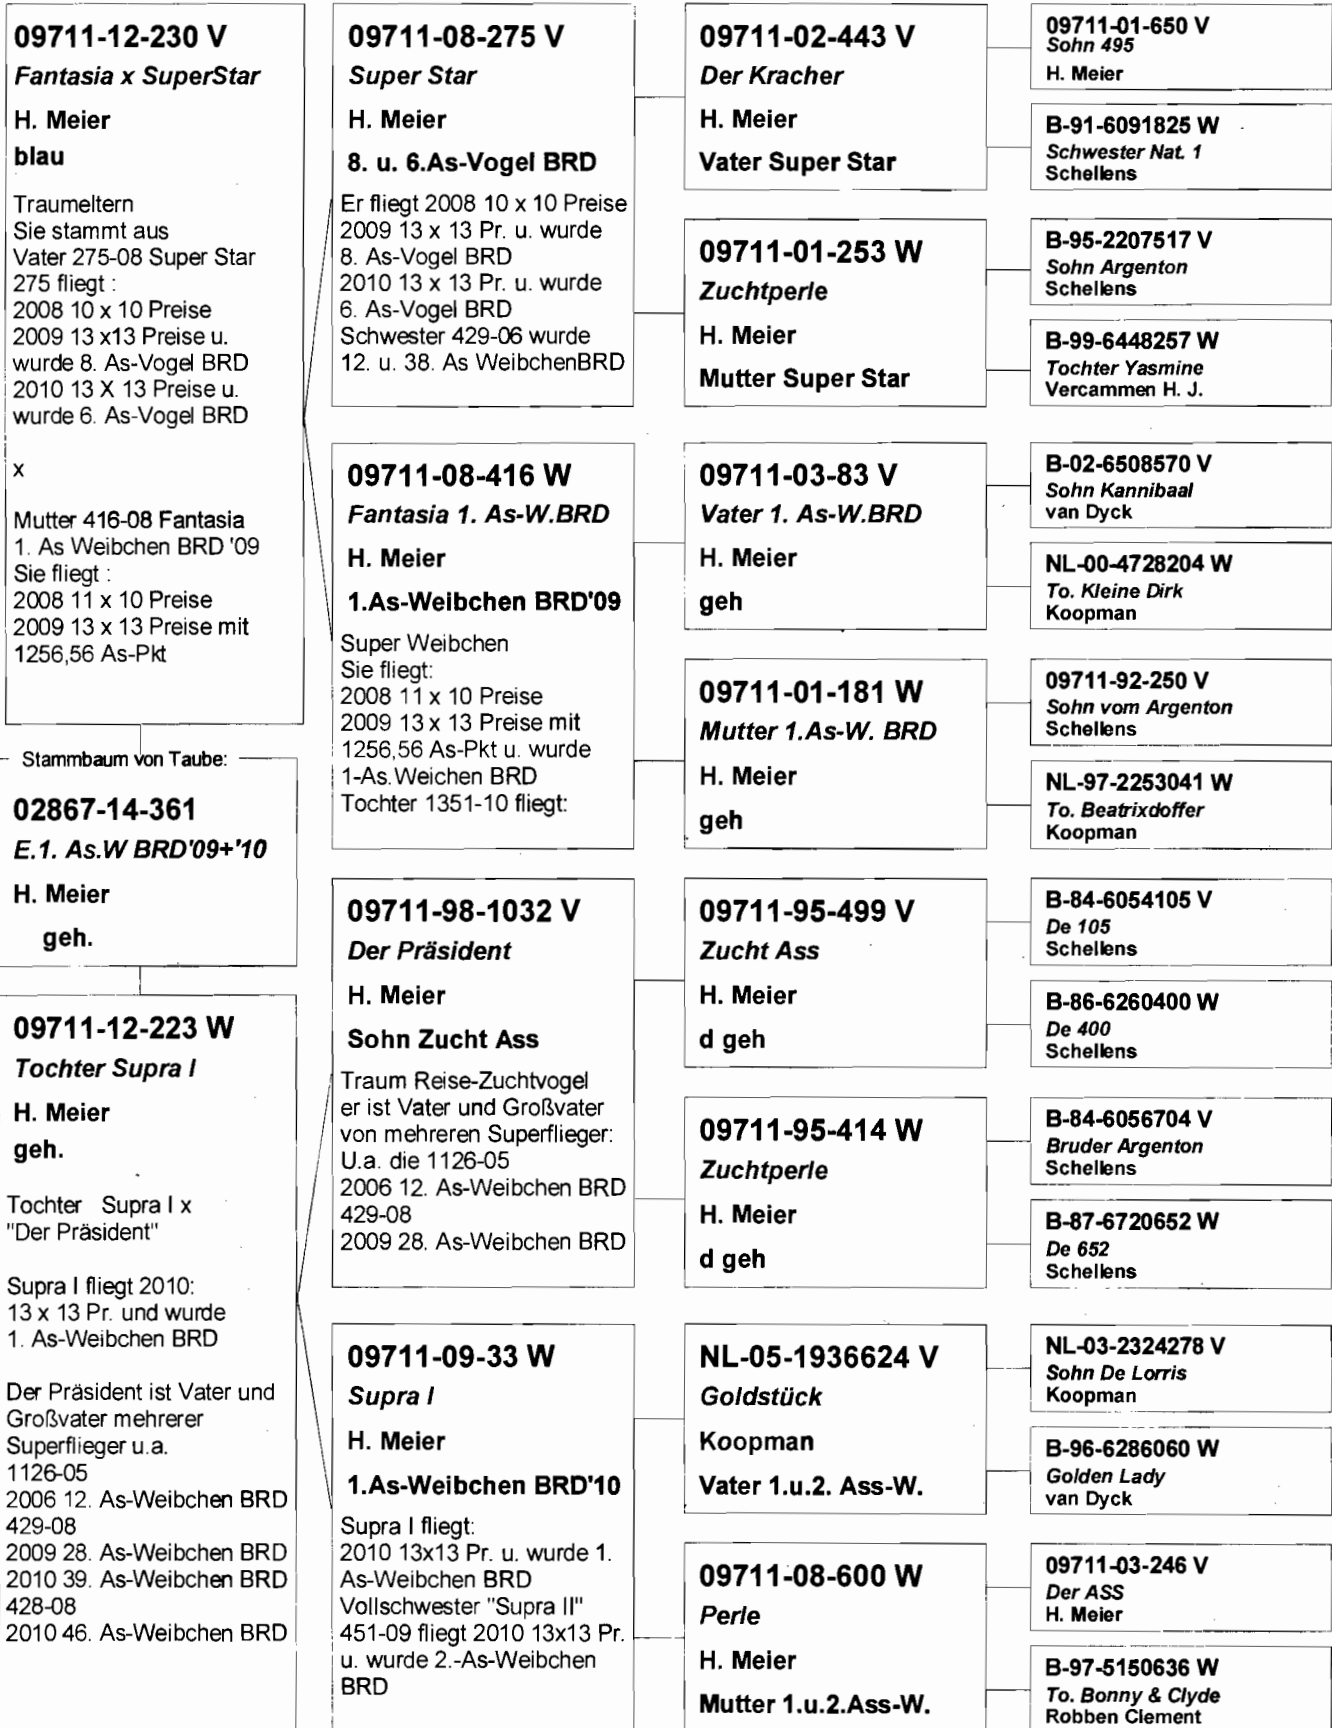 09711-12-230 V
Fantasia x SuperStar
H. Meier
blau
Traumeltern
Sie stammt aus
Vater 275-08 Super Star
275 fliegt :
2008 10 x 10 Preise
2009 13 x13 Preise u.
wurde 8. As-Vogel BRD
2010 13 X 13 Preise u.
wurde 6. As-Vogel BRD
x
Mutter 416-08 Fantasia
1. As Weibchen BRD '09
Sie fliegt :
2008 11 x 10 Preise
2009 13 x 13 Preise mit
1256,56 As-Pkt
Stammbaum von Taube:
02867-14-361
E.1. As.W BRD'09+'10
H. Meier
geh.
09711-12-223 W
Tochter Supra I
H. Meier
geh.
Tochter Supra I x
"Der Präsident"
Supra I fliegt 2010:
13 x 13 Pr. und wurde
1. As-Weibchen BRD
Der Präsident ist Vater und
Großvater mehrerer
Superflieger u.a.
1126-05
2006 12. As-Weibchen BRD
429-08
2009 28. As-Weibchen BRD
2010 39. As-Weibchen BRD
428-08
2010 46. As-Weibchen BRD
09711-08-275 V
Super Star
H. Meier
8. u. 6.As-Vogel BRD
Er fliegt 2008 10 x 10 Preise
2009 13 x 13 Pr. u. wurde
8. As-Vogel BRD
2010 13 x 13 Pr. u. wurde
6. As-Vogel BRD
Schwester 429-06 wurde
12. u. 38. As WeibchenBRD
09711-08-416 W
Fantasia 1. As-W.BRD
H. Meier
1.As-Weibchen BRD'09
Super Weibchen
Sie fliegt:
2008 11 x 10 Preise
2009 13 x 13 Preise mit
1256,56 As-Pkt u. wurde
1-As.Weichen BRD
Tochter 1351-10 fliegt:
09711-98-1032 V
Der Präsident
H. Meier
Sohn Zucht Ass
Traum Reise-Zuchtvogel
er ist Vater und Großvater
von mehreren Superflieger:
U.a. die 1126-05
2006 12. As-Weibchen BRD
429-08
2009 28. As-Weibchen BRD
09711-09-33 W
Supra I
H. Meier
1.As-Weibchen BRD'10
Supra I fliegt:
2010 13x13 Pr. u. wurde 1.
As-Weibchen BRD
Vollschwester "Supra II"
451-09 fliegt 2010 13x13 Pr.
u. wurde 2.-As-Weibchen
BRD
09711-02-443 V
Der Kracher
H. Meier
Vater Super Star
09711-01-253 W
Zuchtperle
H. Meier
Mutter Super Star
09711-03-83 V
Vater 1. As-W.BRD
H. Meier
geh
09711-01-181 W
Mutter 1.As-W. BRD
H. Meier
geh
09711-95-499 V
Zucht Ass
H. Meier
d geh
09711-95-414 W
Zuchtperle
H. Meier
d geh
NL-05-1936624 V
Goldstück
Koopman
Vater 1.u.2. Ass-W.
09711-08-600 W
Perle
H. Meier
Mutter 1.u.2.Ass-W.
09711-01-650 V
Sohn 495
H. Meier
B-91-6091825 W
Schwester Nat. 1
Schellens
B-95-2207517 V
Sohn Argenton
Schellens
B-99-6448257 W
Tochter Yasmine
Vercammen H. J.
B-02-6508570 V
Sohn Kannibaal
van Dyck
NL-00-4728204 W
To. Kleine Dirk
Koopman
09711-92-250 V
Sohn vom Argenton
Schellens
NL-97-2253041 W
To. Beatrixdoffer
Koopman
B-84-6054105 V
De 105
Schellens
B-86-6260400 W
De 400
Schellens
B-84-6056704 V
Bruder Argenton
Schellens
B-87-6720652 W
De 652
Schellens
NL-03-2324278 V
Sohn De Lorris
Koopman
B-96-6286060 W
Golden Lady
van Dyck
09711-03-246 V
Der ASS
H. Meier
B-97-5150636 W
To. Bonny & Clyde
Robben Clement